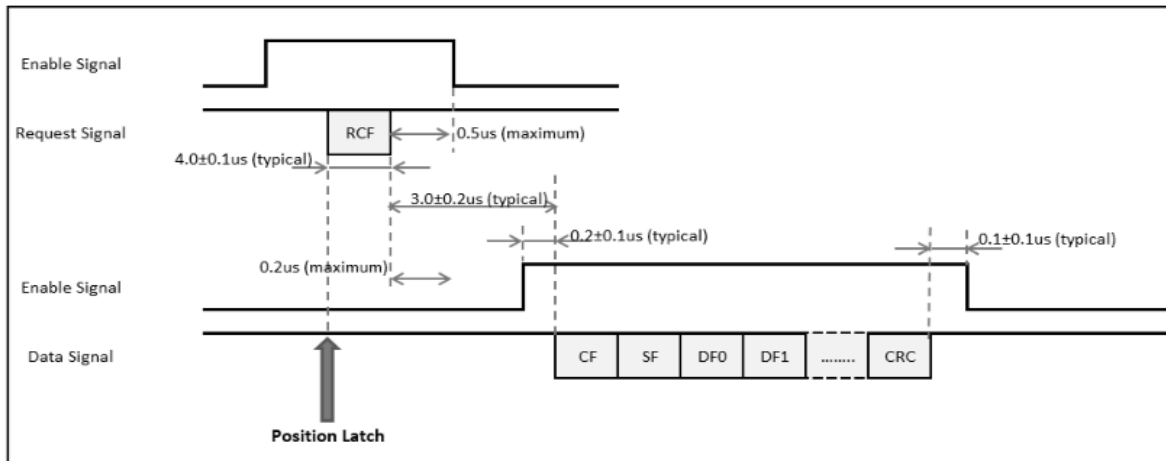 Enable Signal
Request Signal
RCF
0.5us (maximum)
4.0±0.1us (typical)
3.0±0.2us (typical)
0.2±0.1us (typical)
0.1±0.1us (typical)
0.2us (maximum)
Enable Signal
Data Signal
CF SF DF0 DF1 ........ CRC
Position Latch